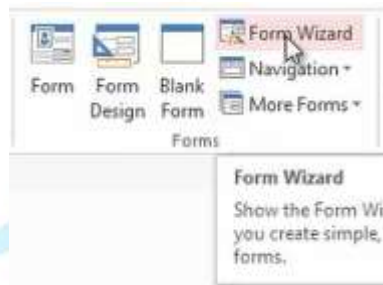 Form Wizard
Navigation
More Forms
Form
Form Design
Blank Form
Forms
Form Wizard
Show the Form Wi
you create simple,
forms.